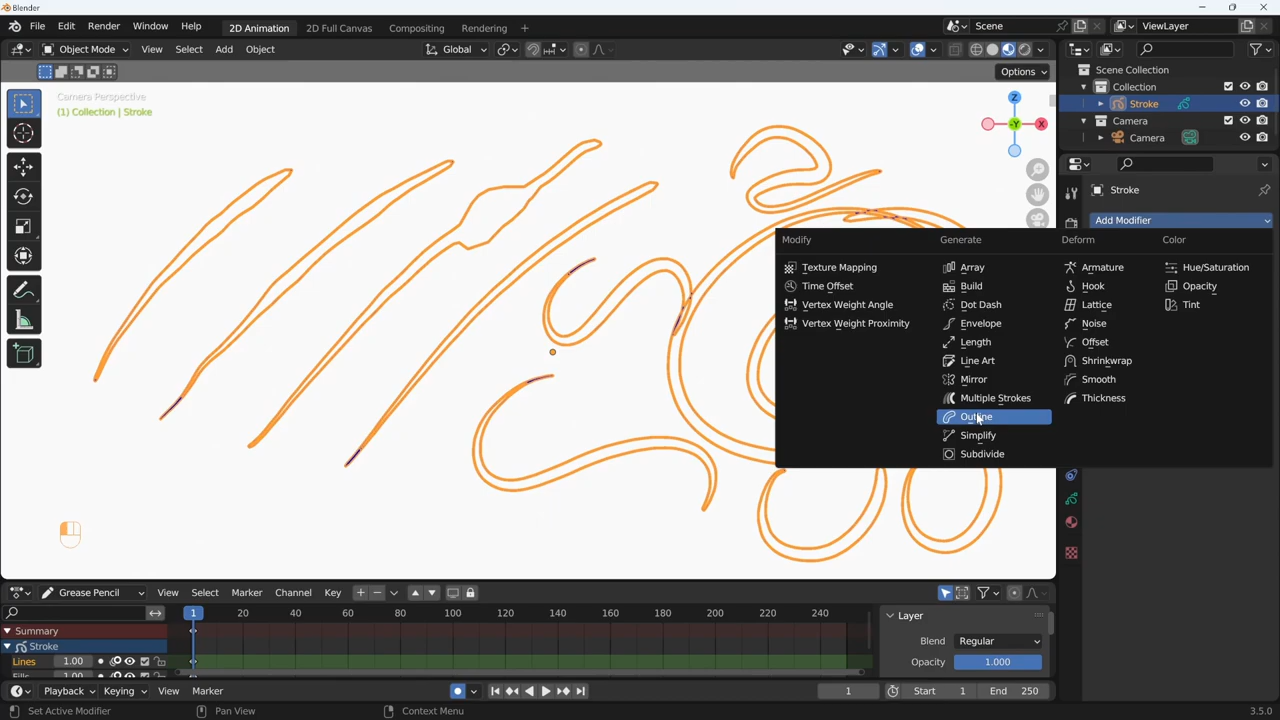 Blender
File Edit Render Window Help 2D Animation 2D Full Canvas Compositing Rendering + Scene ViewLayer
Object Mode View Select Add Object Global
Options
Camera Perspective
(1) Collection | Stroke
Z
-Y X
Scene Collection
Collection
Stroke
Camera
Camera
Stroke
Add Modifier
Modify Generate Deform Color
Texture Mapping Array Armature Hue/Saturation
Time Offset Build Hook Opacity
Vertex Weight Angle Dot Dash Lattice Tint
Vertex Weight Proximity Envelope Noise
Length Offset
Line Art Shrinkwrap
Mirror Smooth
Multiple Strokes Thickness
Outline
Simplify
Subdivide
Grease Pencil View Select Marker Channel Key
1 20 40 60 80 100 120 140 160 180 200 220 240
Summary
Stroke
Lines 1.00
Fills 1.00
Layer
Blend Regular
Opacity 1.000
Playback Keying View Marker 1 Start 1 End 250
Set Active Modifier Pan View Context Menu 3.5.0